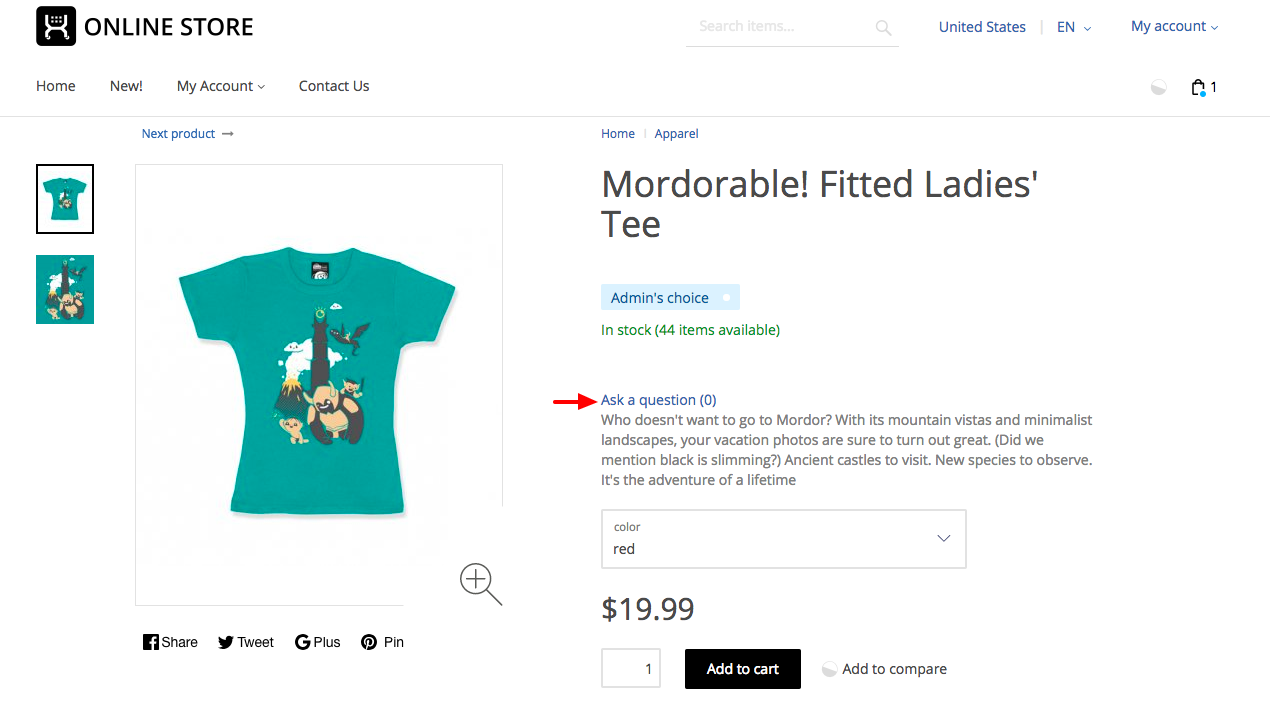 ONLINE STORE
Search items...
United States
EN
My account
Home
New!
My Account
Contact Us
1
Next product
Home
Apparel
Mordorable! Fitted Ladies'
Tee
Admin's choice
In stock (44 items available)
Ask a question (0)
Who doesn't want to go to Mordor? With its mountain vistas and minimalist
landscapes, your vacation photos are sure to turn out great. (Did we
mention black is slimming?) Ancient castles to visit. New species to observe.
It's the adventure of a lifetime
color
red
$19.99
Share
Tweet
Plus
Pin
1
Add to cart
Add to compare